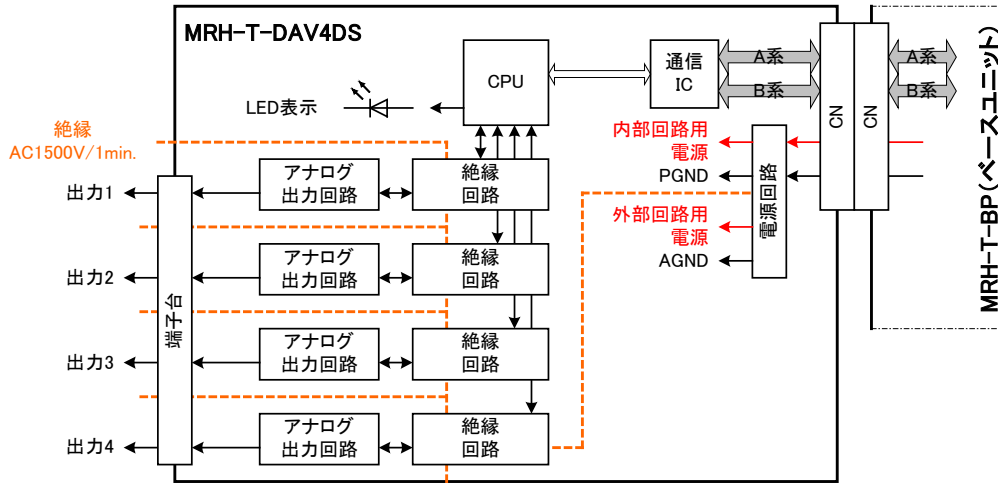 MRH-T-DAV4DS
CPU
通信
IC
A系
B系
CN
CN
A系
B系
MRH-T-BP(ベースユニット)
LED表示
絶縁
AC1500V/1min.
内部回路用
電源
PGND
外部回路用
電源
AGND
電源回路
端子台
出力1
アナログ
出力回路
絶縁
回路
出力2
アナログ
出力回路
絶縁
回路
出力3
アナログ
出力回路
絶縁
回路
出力4
アナログ
出力回路
絶縁
回路